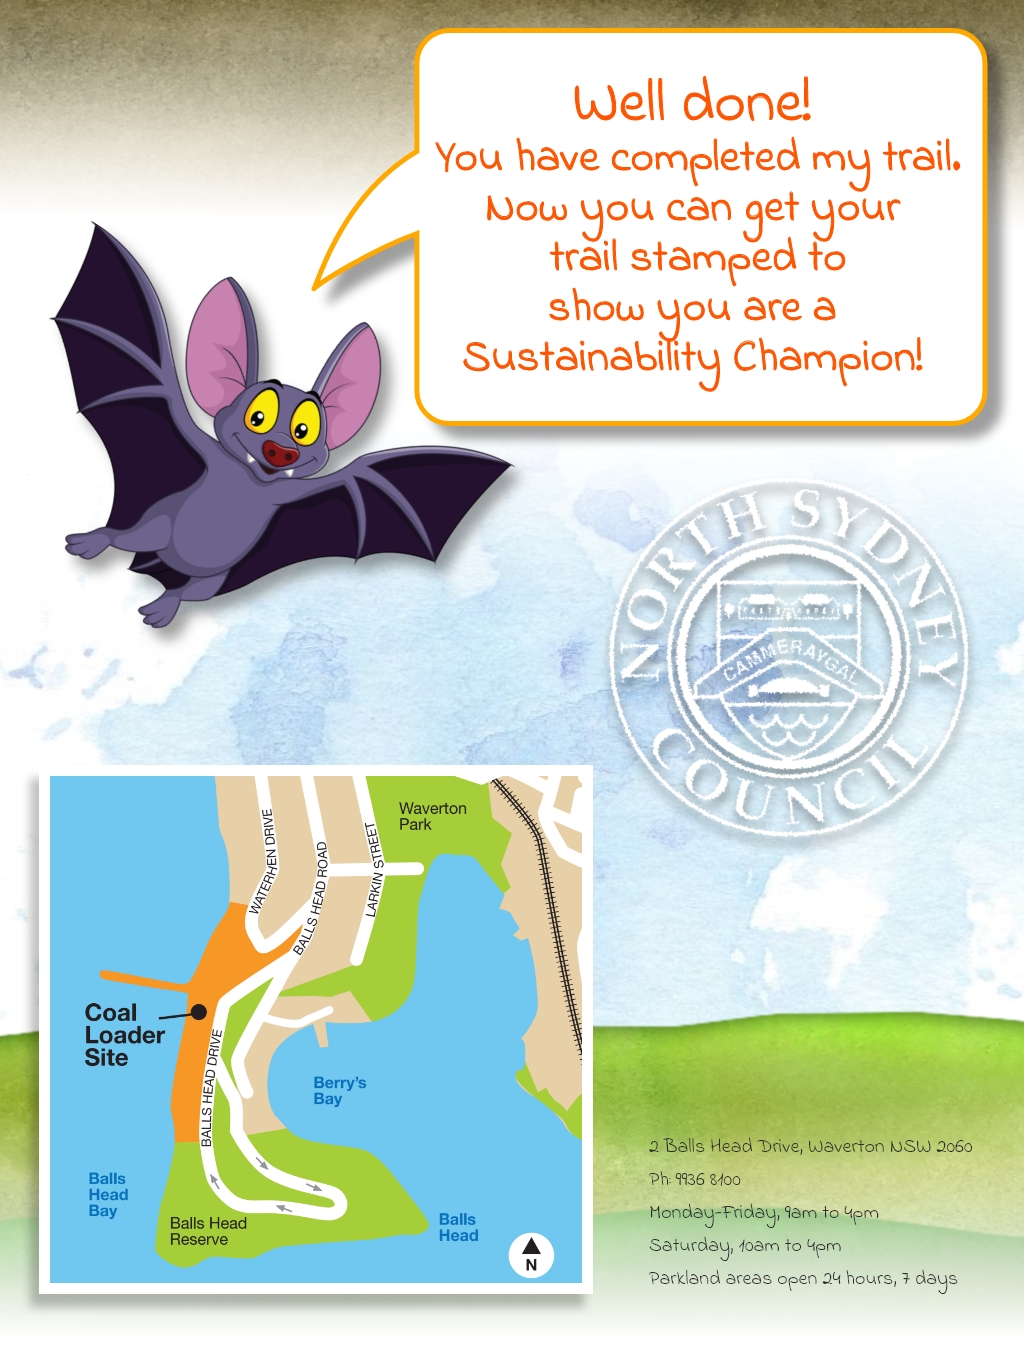 Well done!
You have completed my trail.
Now you can get your
trail stamped to
show you are a
Sustainability Champion!
NORTH SYDNEY
CAMMERAYGAL
COUNCIL
Waverton
Park
WATERHEN DRIVE
BALLS HEAD ROAD
LARKIN STREET
Coal
Loader
Site
BALLS HEAD DRIVE
Berry's
Bay
Balls
Head
Bay
Balls Head
Reserve
Balls
Head
N
2 Balls Head Drive, Waverton NSW 2060
Ph: 9936 8100
Monday-Friday, 9am to 4pm
Saturday, 10am to 4pm
Parkland areas open 24 hours, 7 days